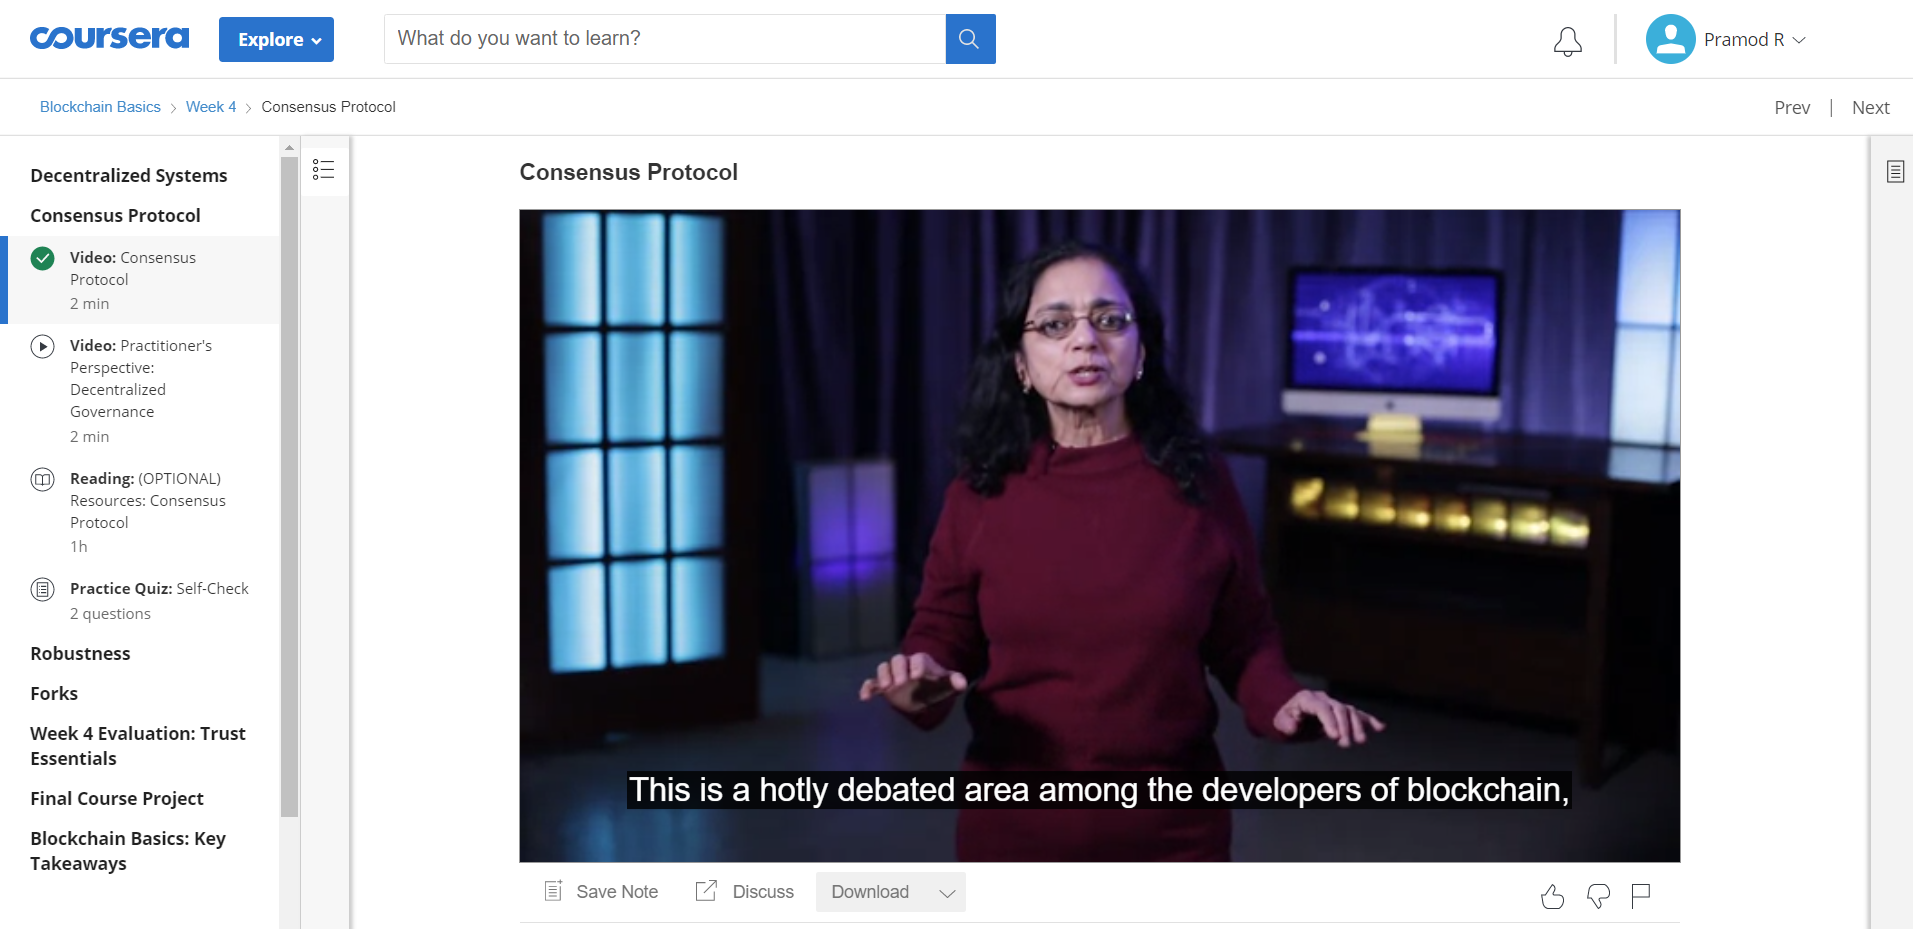 coursera
Explore
What do you want to learn?
Pramod R
Blockchain Basics
Week 4
Consensus Protocol
Prev | Next
Decentralized Systems
Consensus Protocol
Video: Consensus
Protocol
2 min
Video: Practitioner's
Perspective:
Decentralized
Governance
2 min
Reading: (OPTIONAL)
Resources: Consensus
Protocol
1h
Practice Quiz: Self-Check
2 questions
Robustness
Forks
Week 4 Evaluation: Trust
Essentials
Final Course Project
Blockchain Basics: Key
Takeaways
Consensus Protocol
This is a hotly debated area among the developers of blockchain,
Save Note
Discuss
Download